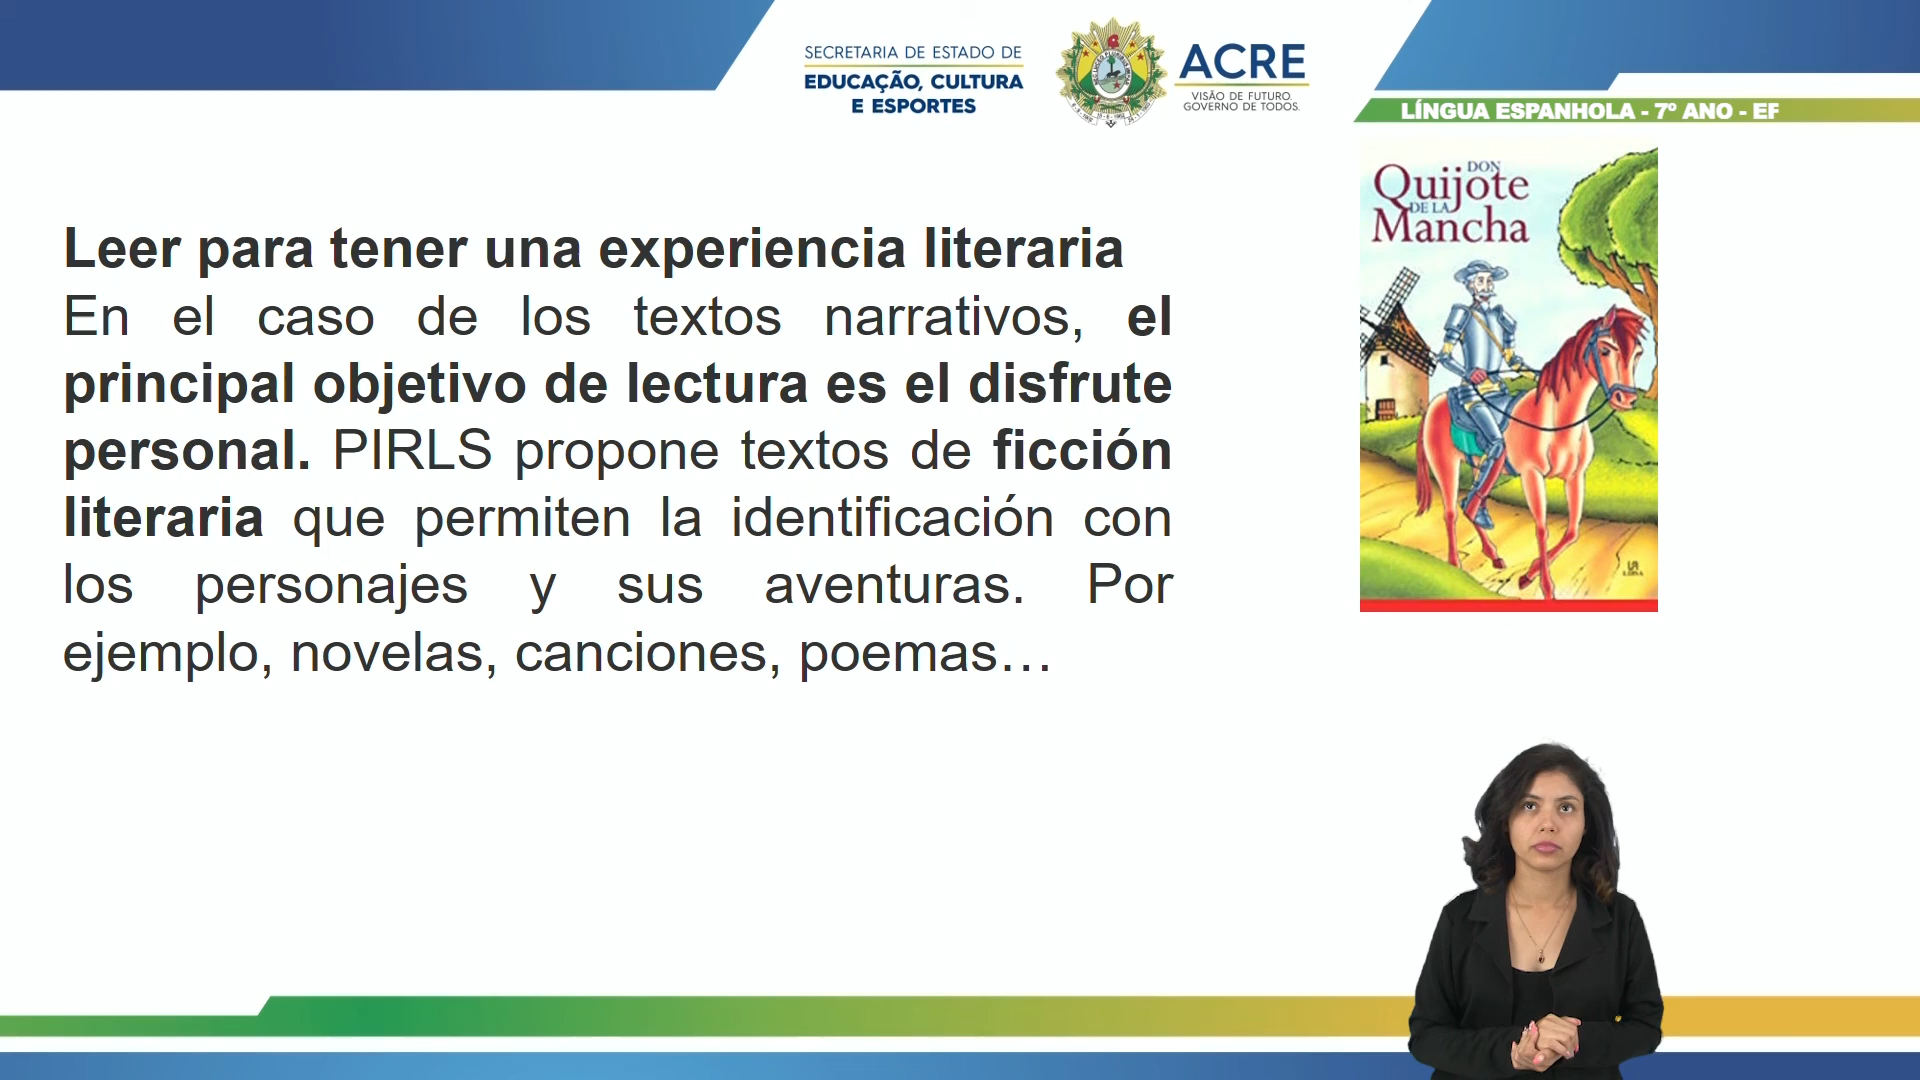 SECRETARIA DE ESTADO DE
EDUCAÇÃO, CULTURA
E ESPORTES
ACRE
VISÃO DE FUTURO.
GOVERNO DE TODOS.
LÍNGUA ESPANHOLA - 7º ANO - EF
DON
Quijote
DE LA
Mancha
Leer para tener una experiencia literaria
En el caso de los textos narrativos, el
principal objetivo de lectura es el disfrute
personal. PIRLS propone textos de ficción
literaria que permiten la identificación con
los personajes y sus aventuras. Por
ejemplo, novelas, canciones, poemas…